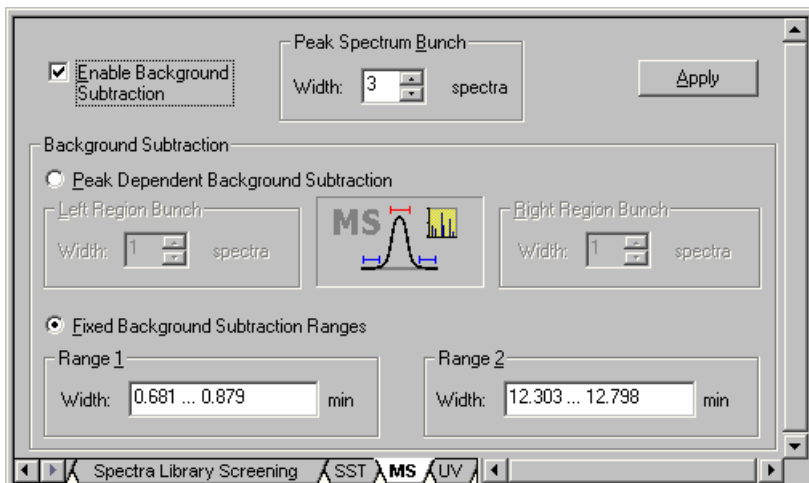 Peak Spectrum Bunch
Enable Background
Subtraction
Width: 3 spectra
Apply
Background Subtraction
Peak Dependent Background Subtraction
Left Region Bunch
Width: 1 spectra
MS
Right Region Bunch
Width: 1 spectra
Fixed Background Subtraction Ranges
Range 1
Width: 0.681 ... 0.879 min
Range 2
Width: 12.303 ... 12.798 min
Spectra Library Screening SST MS UV